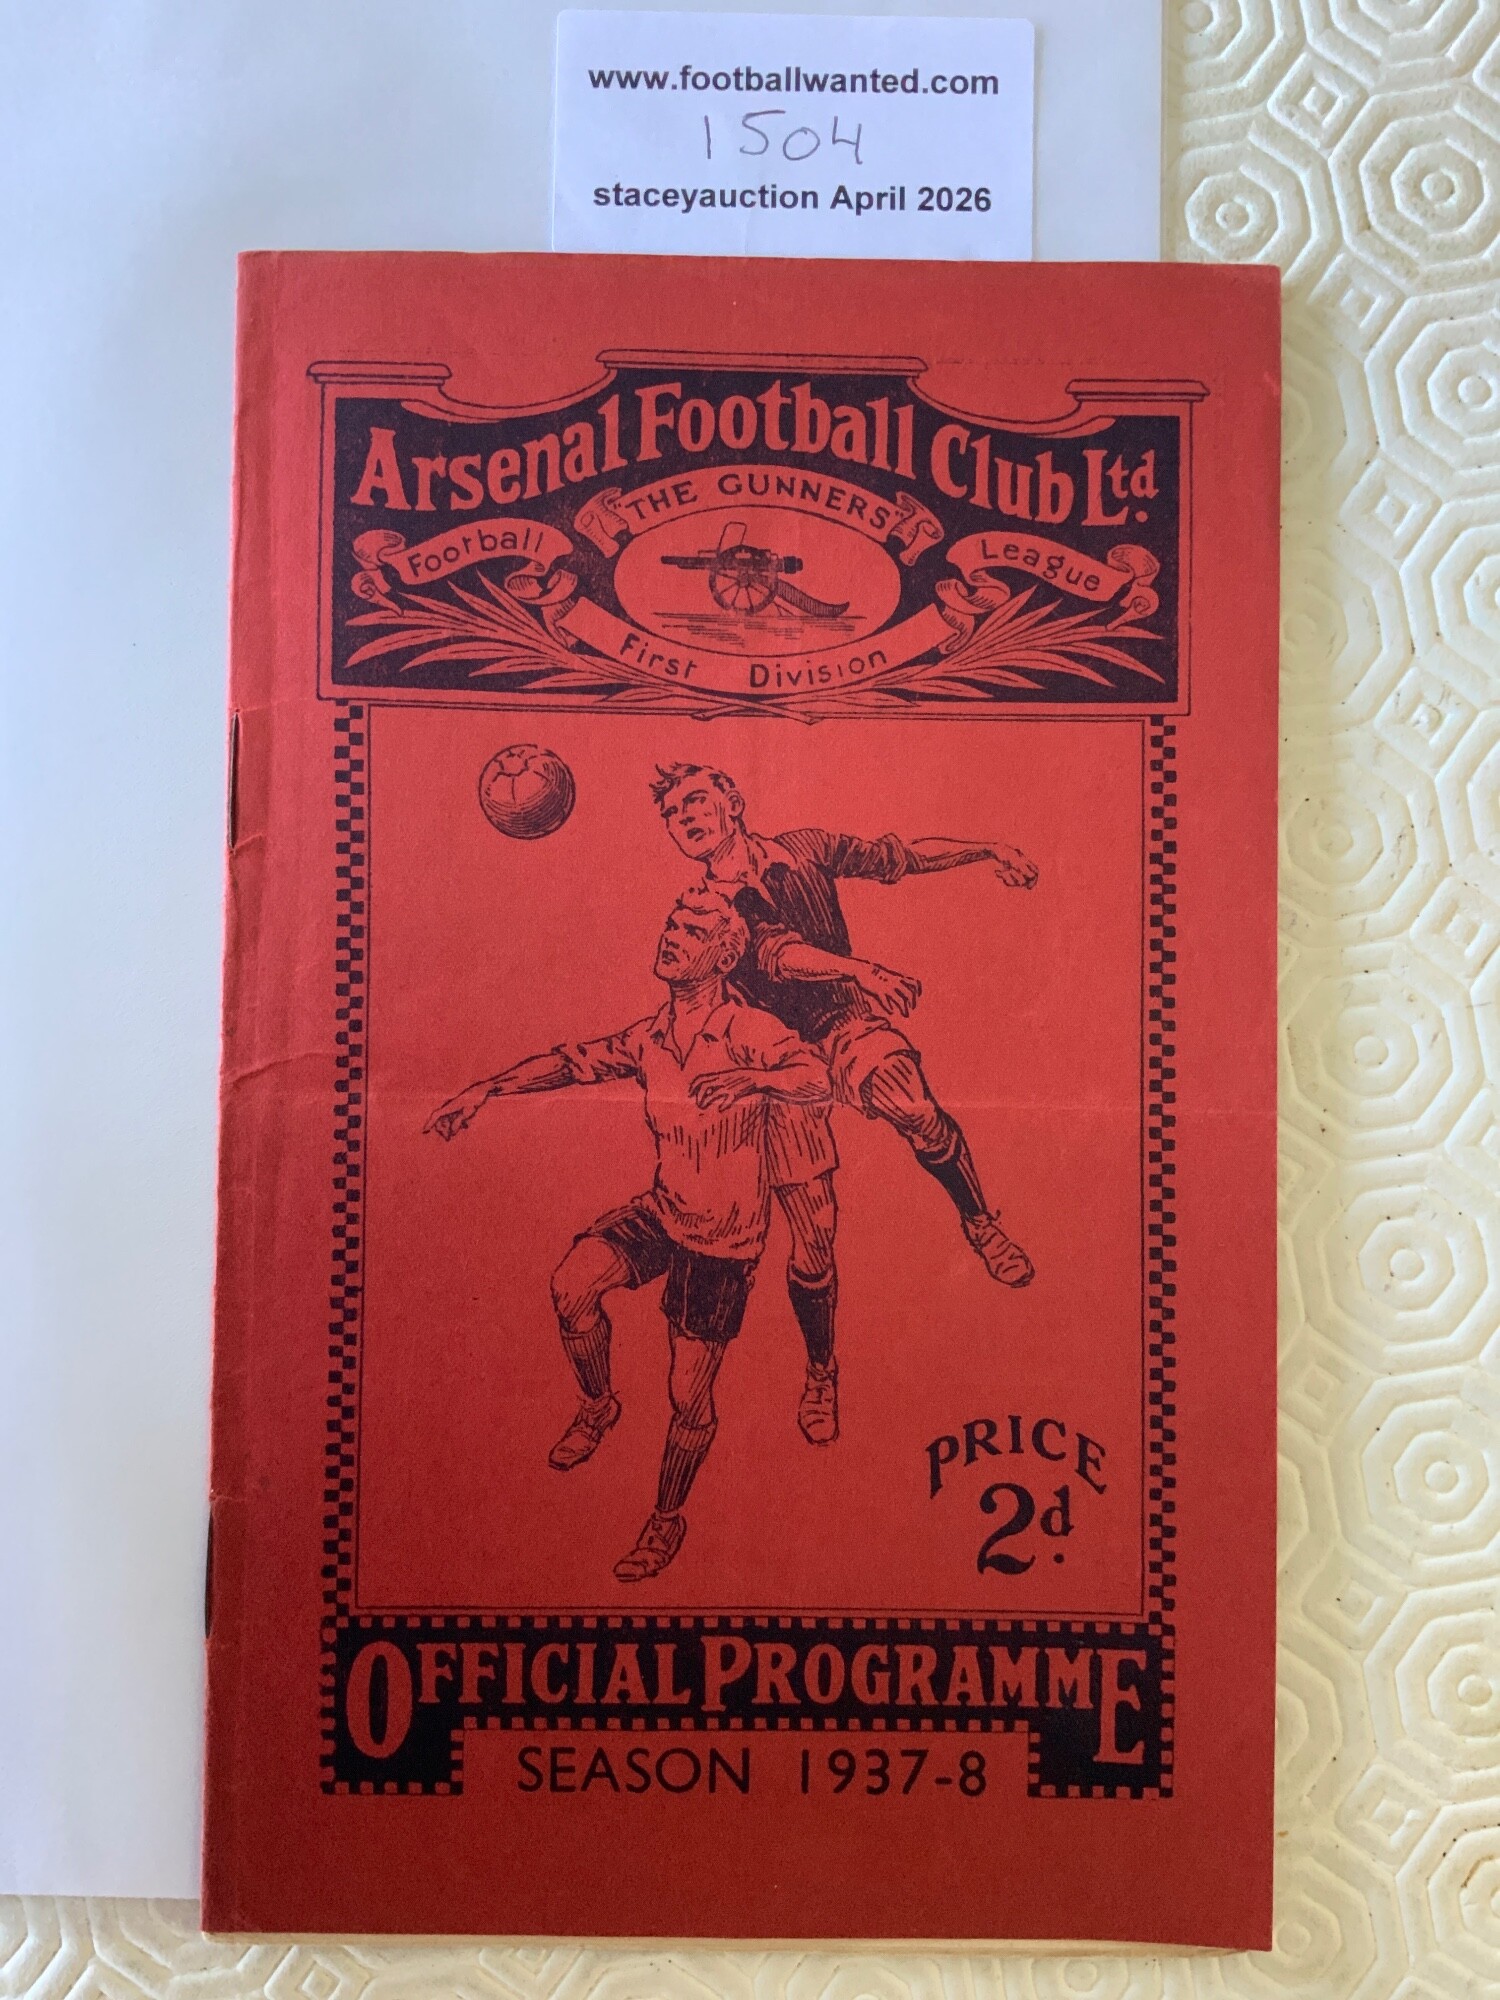 www.footballwanted.com
1504
staceyauction April 2026
Arsenal Football Club Ltd.
"THE GUNNERS"
Football League
First Division
PRICE
2d.
OFFICIAL PROGRAMME
SEASON 1937-8